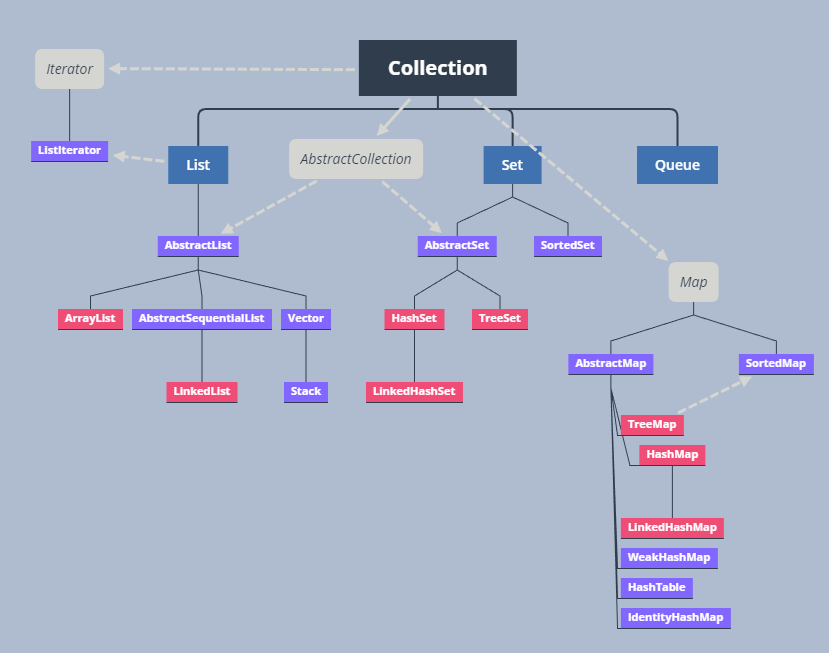 Collection
Iterator
ListIterator
List
AbstractCollection
Set
Queue
AbstractList
AbstractSet
SortedSet
Map
ArrayList
AbstractSequentialList
Vector
HashSet
TreeSet
LinkedList
Stack
LinkedHashSet
AbstractMap
SortedMap
TreeMap
HashMap
LinkedHashMap
WeakHashMap
HashTable
IdentityHashMap